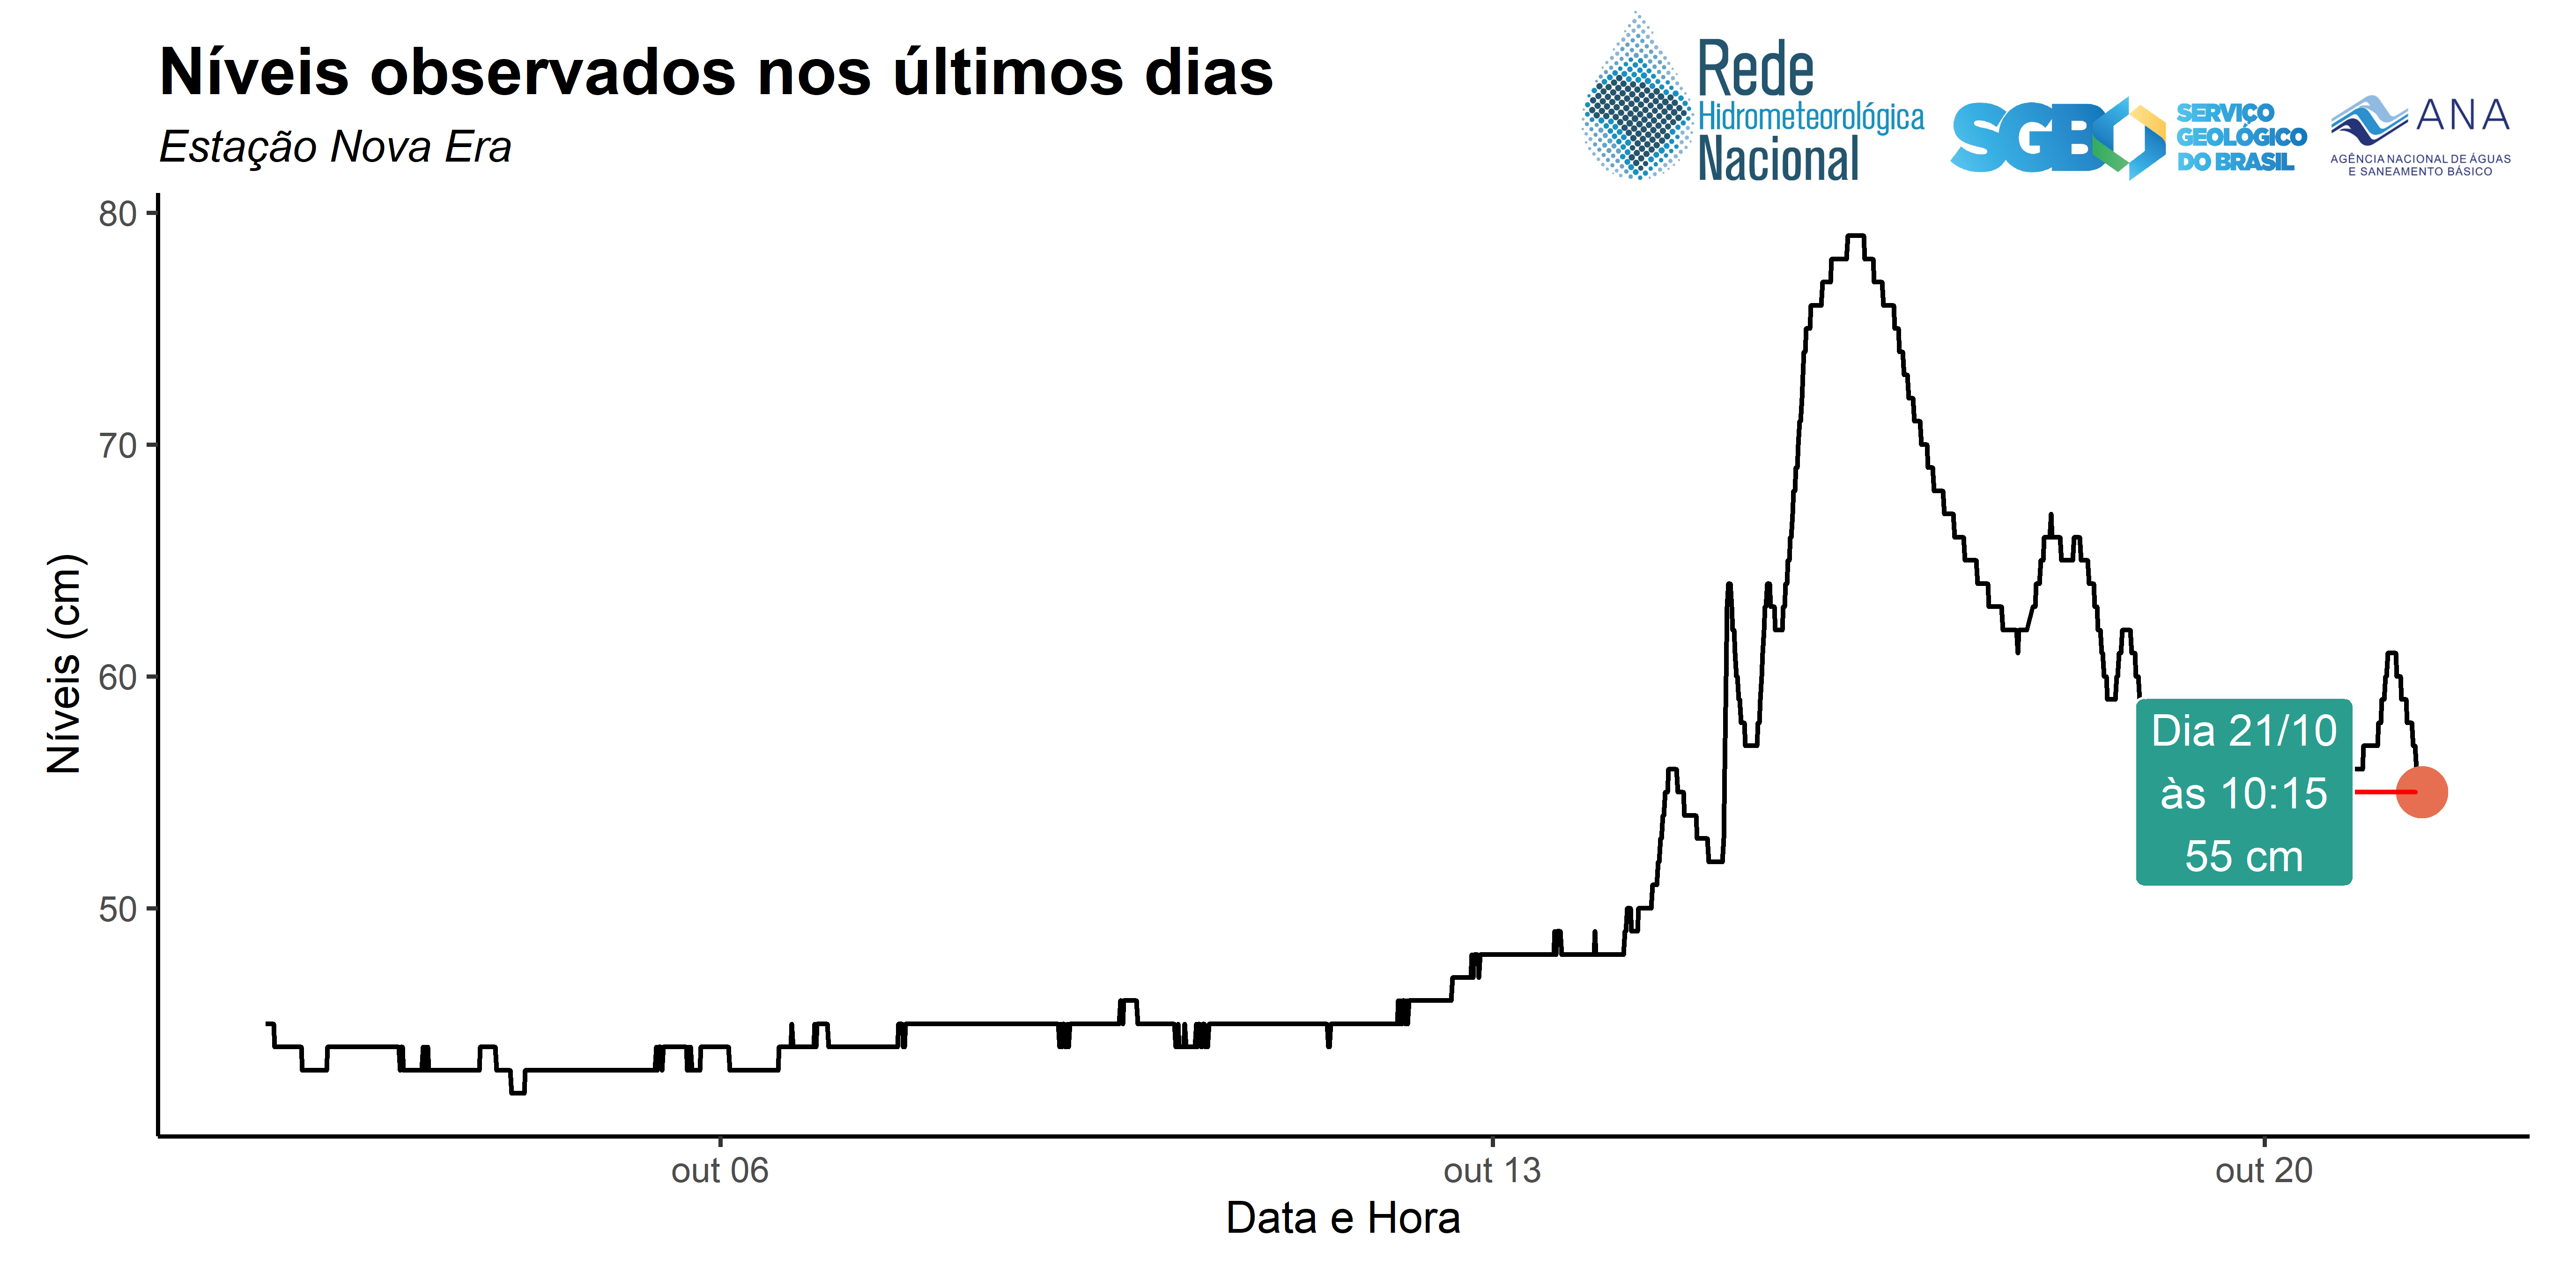 Níveis observados nos últimos dias
Estação Nova Era
Rede
Hidrometeorológica
Nacional
SGB
SERVIÇO
GEOLÓGICO
DO BRASIL
ANA
AGÊNCIA NACIONAL DE ÁGUAS
E SANEAMENTO BÁSICO
80
70
60
50
Níveis (cm)
Dia 21/10
às 10:15
55 cm
out 06
out 13
out 20
Data e Hora